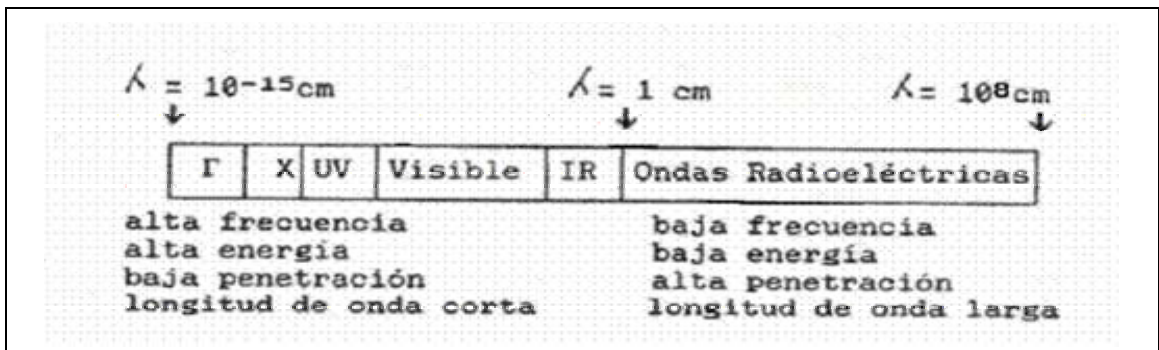 λ = 10-15cm λ= 1 cm λ= 108cm
Γ X UV Visible IR Ondas Radioeléctricas
alta frecuencia baja frecuencia
alta energía baja energía
baja penetración alta penetración
longitud de onda corta longitud de onda larga